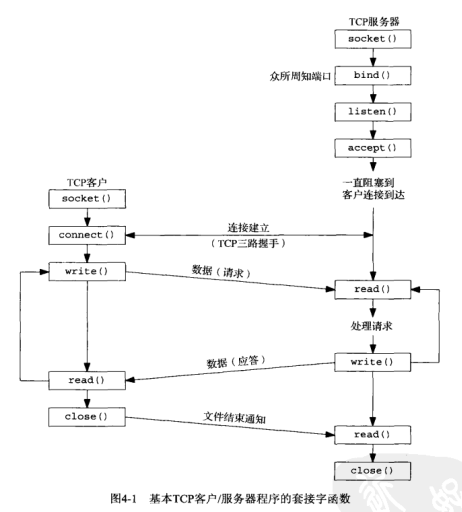 TCP服务器
socket()
众所周知端口
bind()
listen()
accept()
一直阻塞到
客户连接到达
TCP客户
socket()
connect()
连接建立
(TCP三路握手)
write()
数据(请求)
read()
处理请求
数据(应答)
write()
read()
close()
文件结束通知
read()
close()
图4-1 基本TCP客户/服务器程序的套接字函数